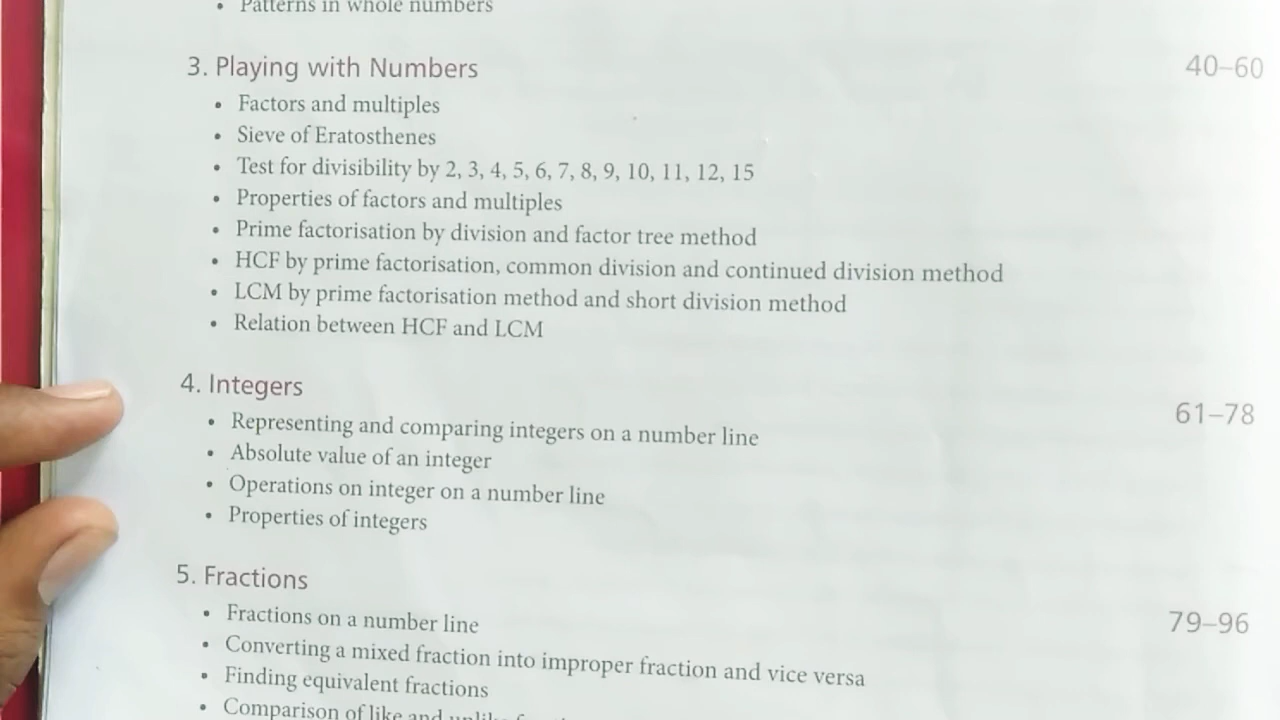 • Patterns in whole numbers
3. Playing with Numbers 40–60
• Factors and multiples
• Sieve of Eratosthenes
• Test for divisibility by 2, 3, 4, 5, 6, 7, 8, 9, 10, 11, 12, 15
• Properties of factors and multiples
• Prime factorisation by division and factor tree method
• HCF by prime factorisation, common division and continued division method
• LCM by prime factorisation method and short division method
• Relation between HCF and LCM
4. Integers 61–78
• Representing and comparing integers on a number line
• Absolute value of an integer
• Operations on integer on a number line
• Properties of integers
5. Fractions 79–96
• Fractions on a number line
• Converting a mixed fraction into improper fraction and vice versa
• Finding equivalent fractions
• Comparison of like and unlike